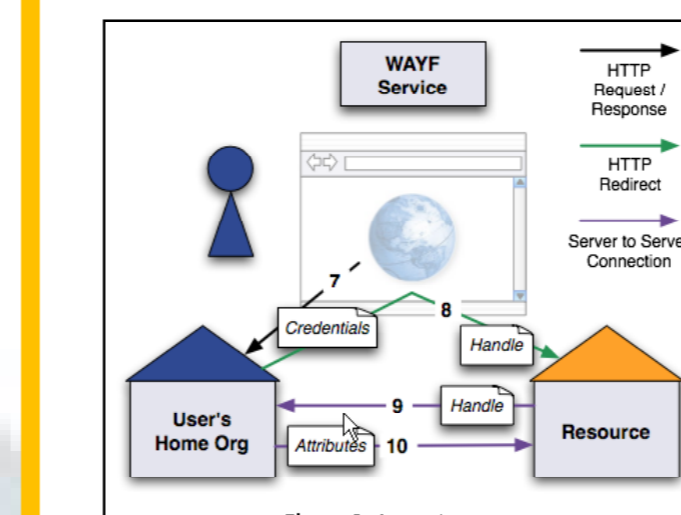 WAYF
Service
HTTP
Request /
Response
HTTP
Redirect
Server to Serve
Connection
7
8
Credentials
Handle
User's
Home Org
9
Handle
Attributes
10
Resource